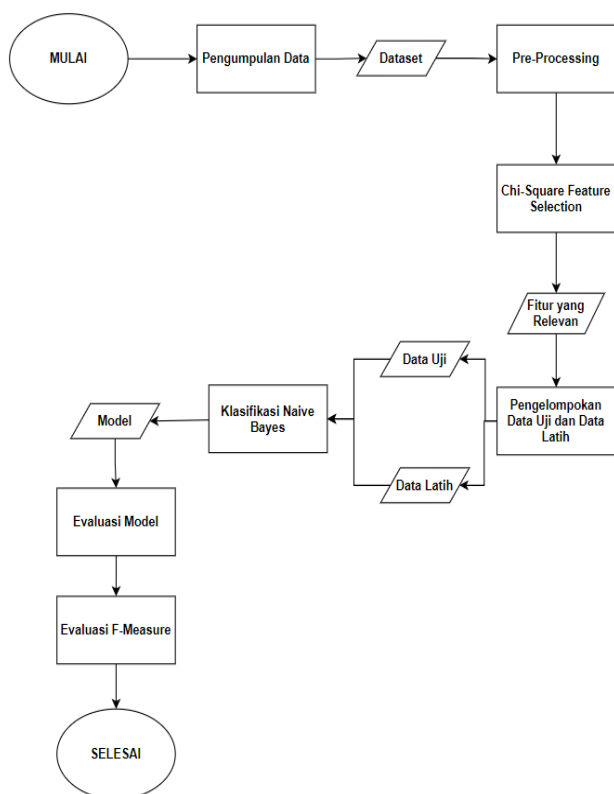 MULAI
Pengumpulan Data
Dataset
Pre-Processing
Chi-Square Feature
Selection
Fitur yang
Relevan
Pengelompokan
Data Uji dan Data
Latih
Data Uji
Data Latih
Klasifikasi Naive
Bayes
Model
Evaluasi Model
Evaluasi F-Measure
SELESAI